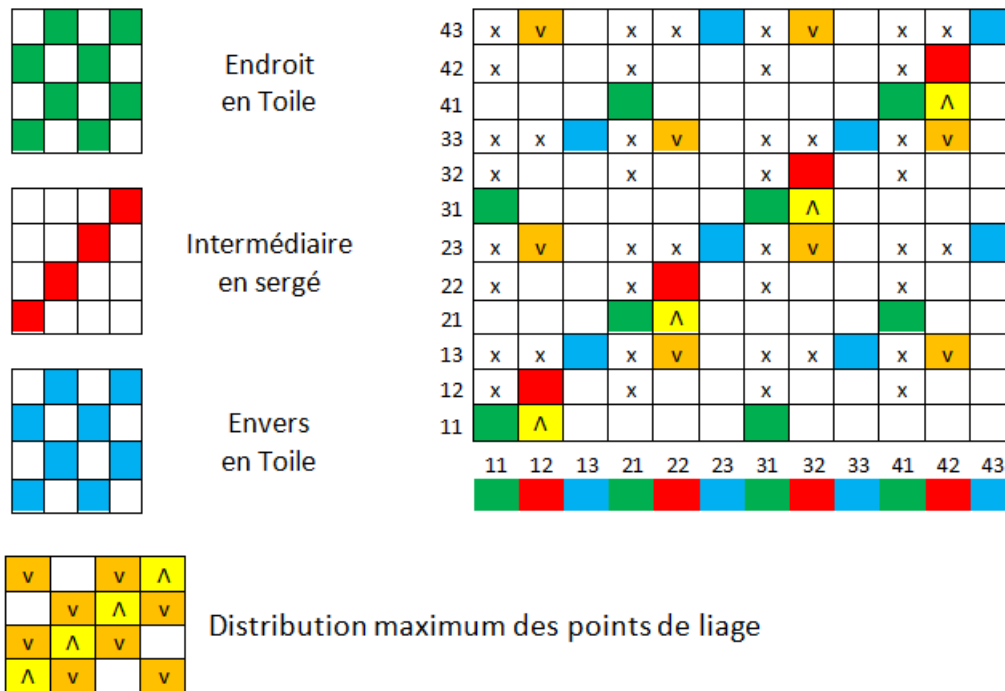 Endroit
en Toile
Intermédiaire
en sergé
Envers
en Toile
43 x v x x x v x x
42 x x x x
41 Λ
33 x x x v x x x v
32 x x x x
31 Λ
23 x v x x x v x x
22 x x x x
21 Λ
13 x x x v x x x v
12 x x x x
11 Λ
11 12 13 21 22 23 31 32 33 41 42 43
v v Λ
v Λ v
v Λ v
Λ v v
Distribution maximum des points de liage